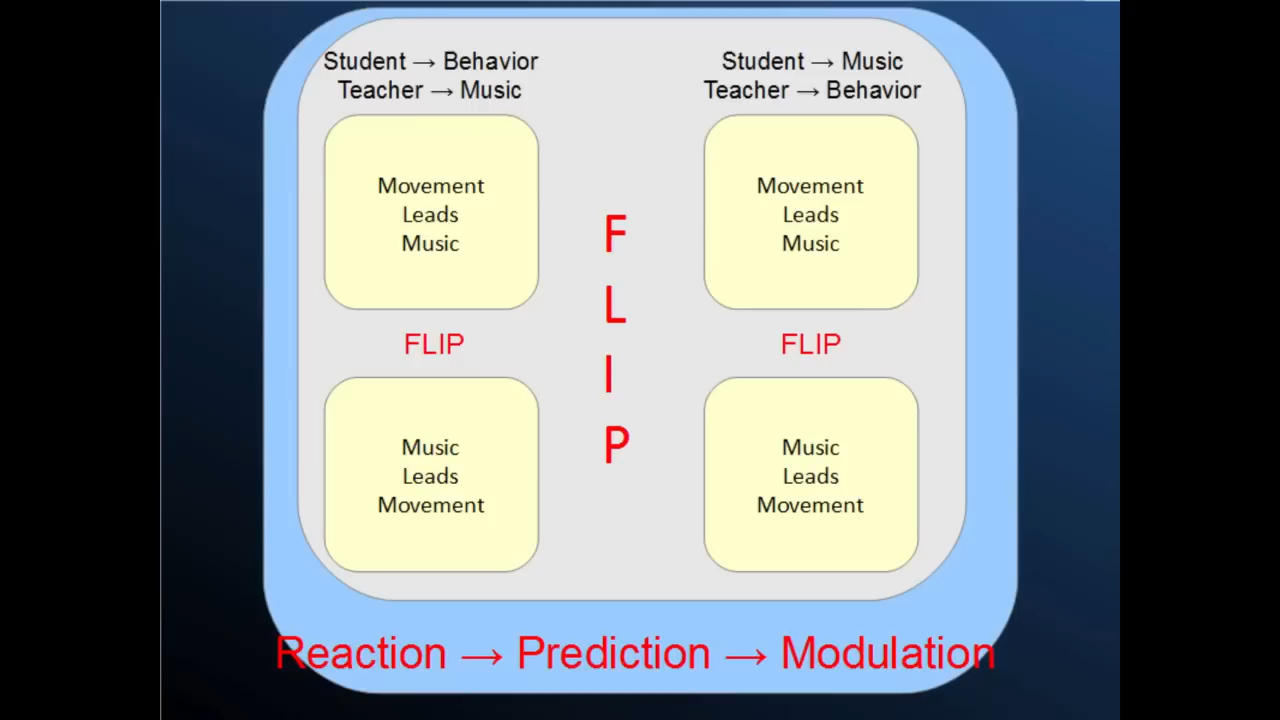 Student → Behavior
Teacher → Music
Movement
Leads
Music
FLIP
Music
Leads
Movement
F
L
I
P
Student → Music
Teacher → Behavior
Movement
Leads
Music
FLIP
Music
Leads
Movement
Reaction → Prediction → Modulation